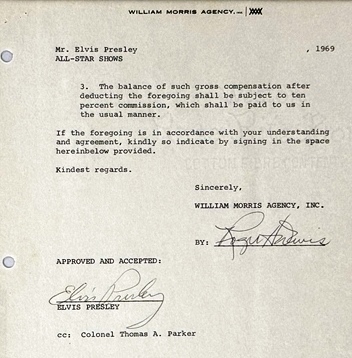 WILLIAM MORRIS AGENCY, INC.
Mr. Elvis Presley , 1969
ALL-STAR SHOWS
3. The balance of such gross compensation after
deducting the foregoing shall be subject to ten
percent commission, which shall be paid to us in
the usual manner.
If the foregoing is in accordance with your understanding
and agreement, kindly so indicate by signing in the space
hereinbelow provided.
Kindest regards.
Sincerely,
WILLIAM MORRIS AGENCY, INC.
BY:
APPROVED AND ACCEPTED:
Elvis Presley
ELVIS PRESLEY
cc: Colonel Thomas A. Parker